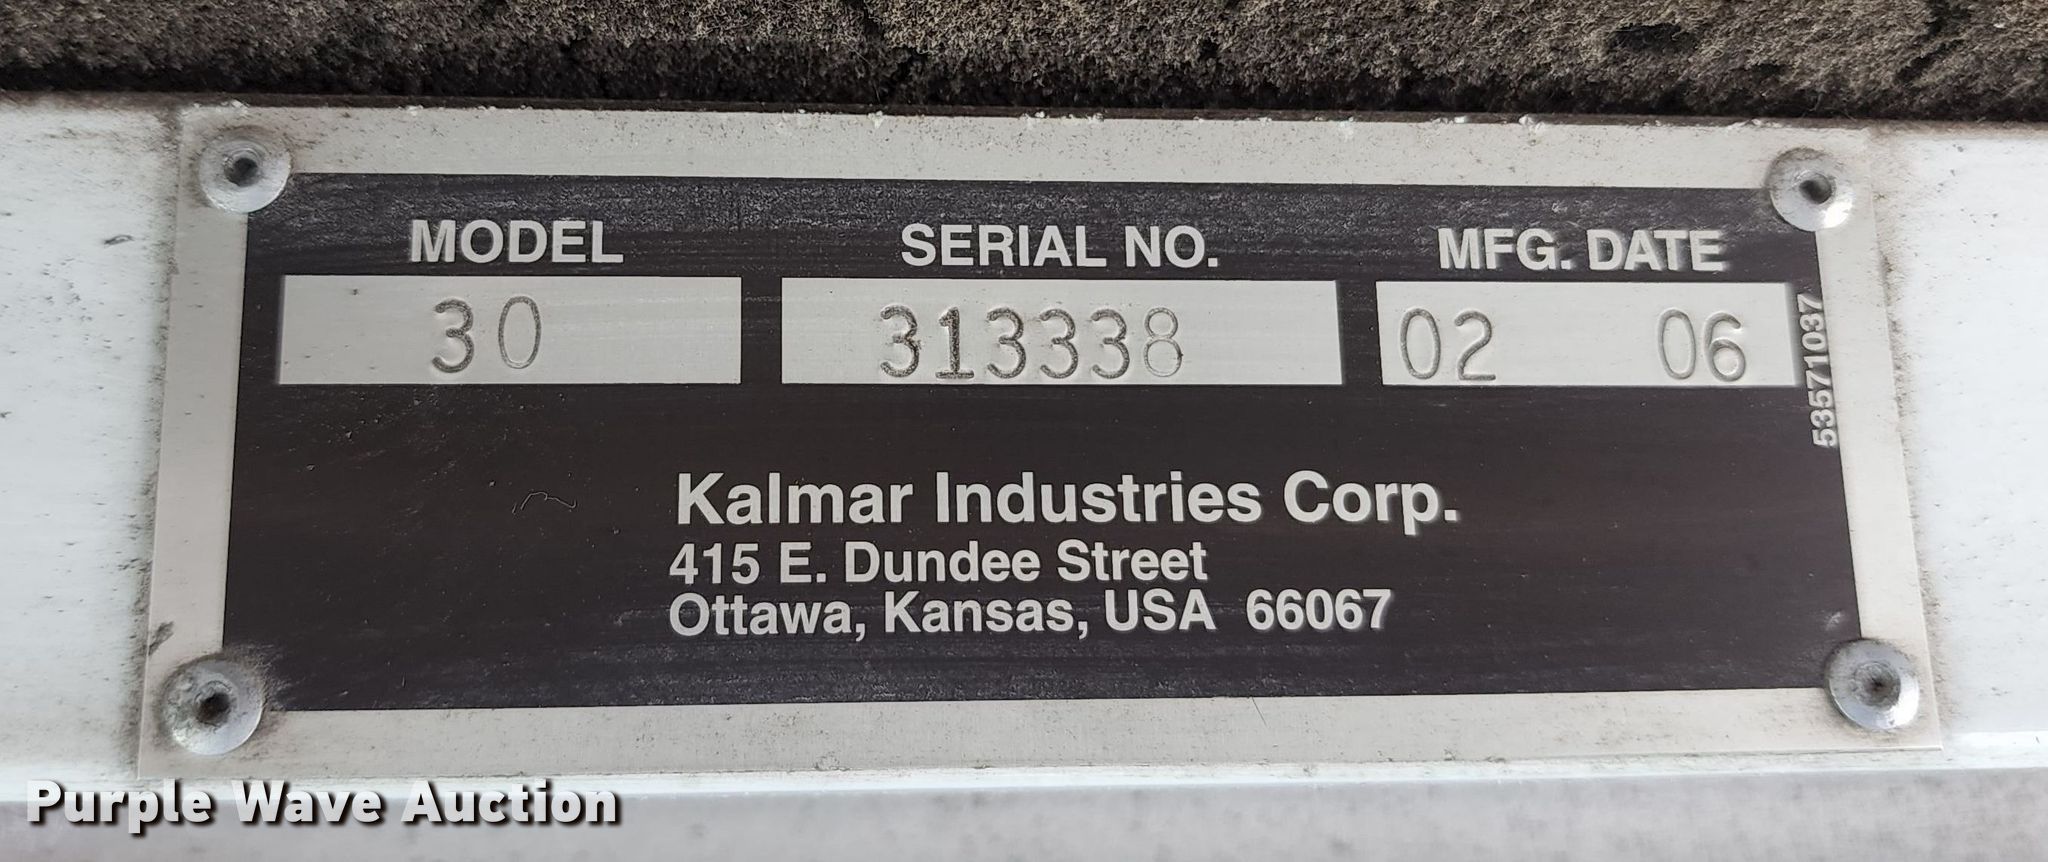 MODEL SERIAL NO. MFG. DATE
30 313338 02 06
53571037
Kalmar Industries Corp.
415 E. Dundee Street
Ottawa, Kansas, USA 66067
Purple Wave Auction